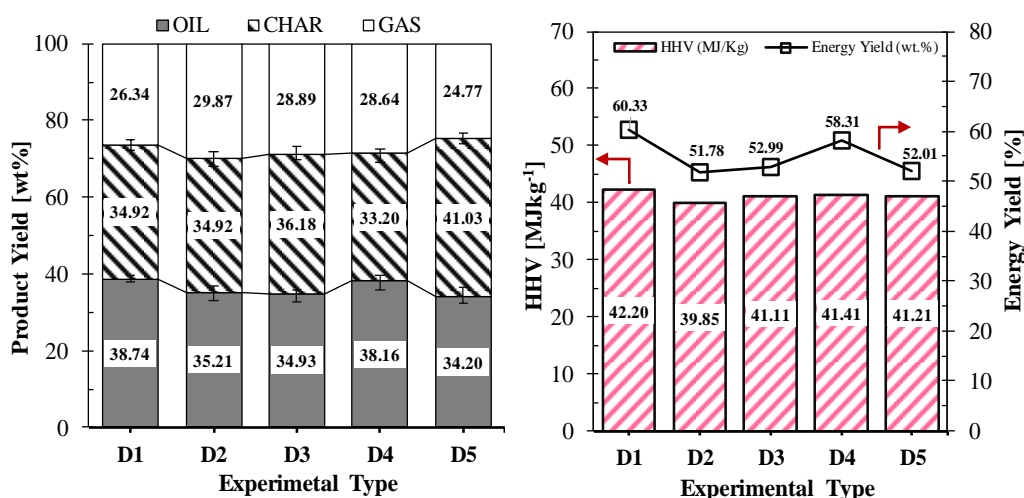 OIL CHAR GAS
Product Yield [wt%]
100
80
60
40
20
0
26.34 29.87 28.89 28.64 24.77
34.92 34.92 36.18 33.20 41.03
38.74 35.21 34.93 38.16 34.20
D1 D2 D3 D4 D5
Experimetal Type
HHV [MJkg-1]
70
60
50
40
30
20
10
0
HHV (MJ/Kg) Energy Yield (wt.%)
60.33 51.78 52.99 58.31 52.01
42.20 39.85 41.11 41.41 41.21
D1 D2 D3 D4 D5
Experimental Type
80
70
60
50
40
30
20
10
0
Energy Yield [%]